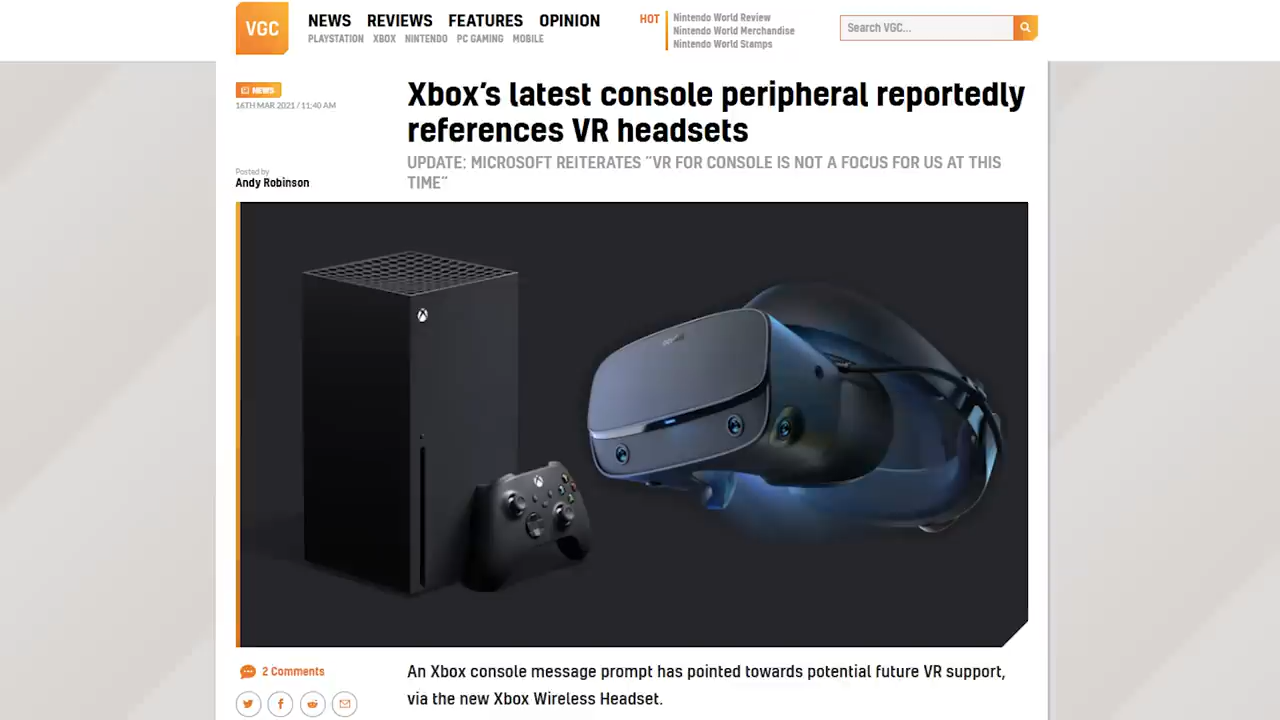 VGC
NEWS REVIEWS FEATURES OPINION
PLAYSTATION XBOX NINTENDO PC GAMING MOBILE
HOT
Nintendo World Review
Nintendo World Merchandise
Nintendo World Stamps
Search VGC...
NEWS
16TH MAR 2021 / 11:40 AM
Posted by
Andy Robinson
Xbox's latest console peripheral reportedly
references VR headsets
UPDATE: MICROSOFT REITERATES "VR FOR CONSOLE IS NOT A FOCUS FOR US AT THIS
TIME"
2 Comments
An Xbox console message prompt has pointed towards potential future VR support,
via the new Xbox Wireless Headset.